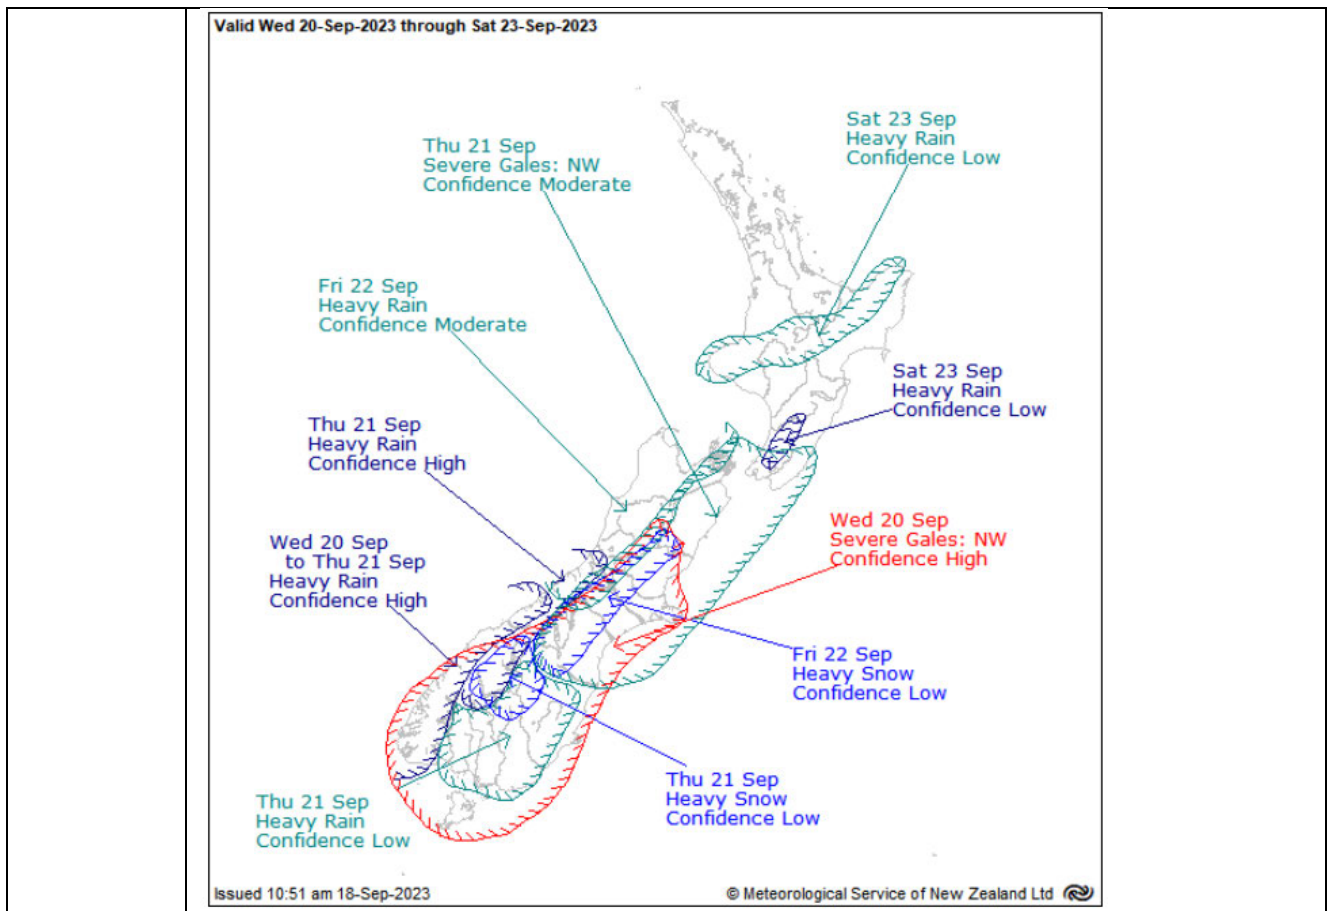 Valid Wed 20-Sep-2023 through Sat 23-Sep-2023
Sat 23 Sep
Heavy Rain
Confidence Low
Thu 21 Sep
Severe Gales: NW
Confidence Moderate
Fri 22 Sep
Heavy Rain
Confidence Moderate
Sat 23 Sep
Heavy Rain
Confidence Low
Thu 21 Sep
Heavy Rain
Confidence High
Wed 20 Sep
Severe Gales: NW
Confidence High
Wed 20 Sep
to Thu 21 Sep
Heavy Rain
Confidence High
Fri 22 Sep
Heavy Snow
Confidence Low
Thu 21 Sep
Heavy Snow
Confidence Low
Thu 21 Sep
Heavy Rain
Confidence Low
Issued 10:51 am 18-Sep-2023
© Meteorological Service of New Zealand Ltd